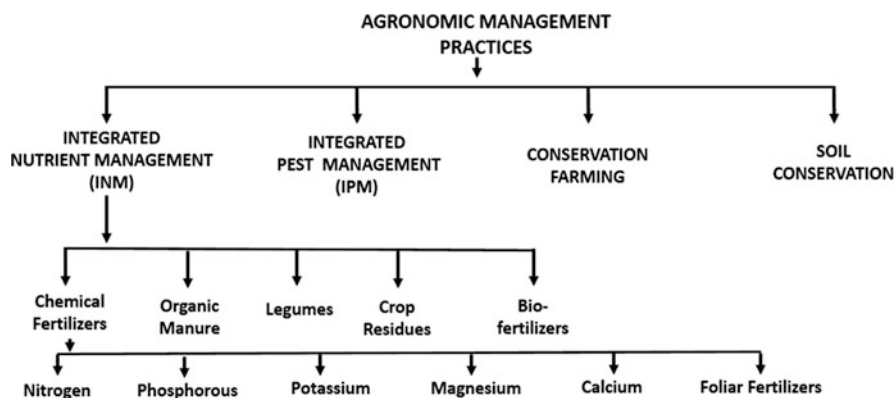 AGRONOMIC MANAGEMENT
PRACTICES
INTEGRATED
NUTRIENT MANAGEMENT
(INM)
INTEGRATED
PEST MANAGEMENT
(IPM)
CONSERVATION
FARMING
SOIL
CONSERVATION
Chemical
Fertilizers
Organic
Manure
Legumes
Crop
Residues
Bio-
fertilizers
Nitrogen
Phosphorous
Potassium
Magnesium
Calcium
Foliar Fertilizers